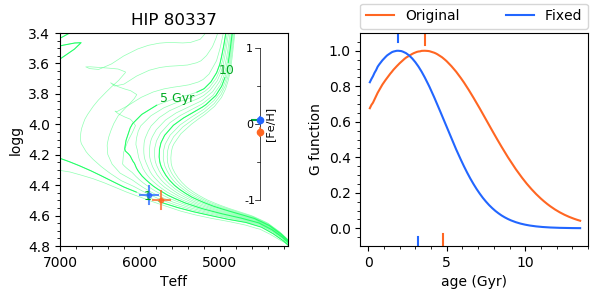 HIP 80337
Original
Fixed
3.4
3.6
3.8
4.0
4.2
4.4
4.6
4.8
logg
7000
6000
5000
Teff
10
5 Gyr
1
0
-1
[Fe/H]
1.0
0.8
0.6
0.4
0.2
0.0
G function
0
5
10
age (Gyr)